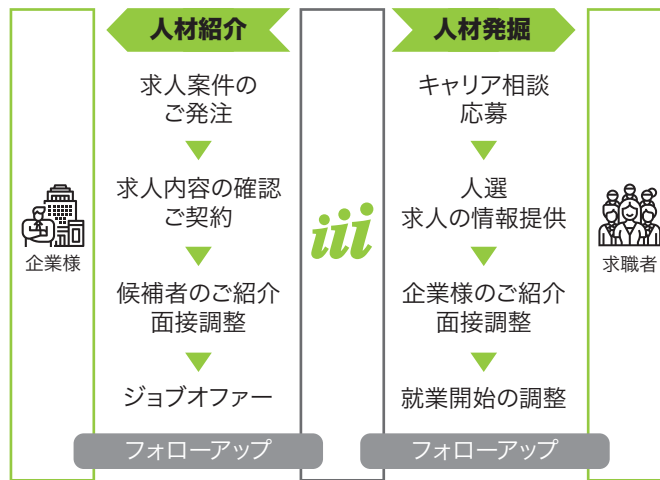 人材紹介
求人案件の
ご発注
求人内容の確認
ご契約
候補者のご紹介
面接調整
ジョブオファー
フォローアップ
企業様
iii
人材発掘
キャリア相談
応募
人選
求人の情報提供
企業様のご紹介
面接調整
就業開始の調整
フォローアップ
求職者